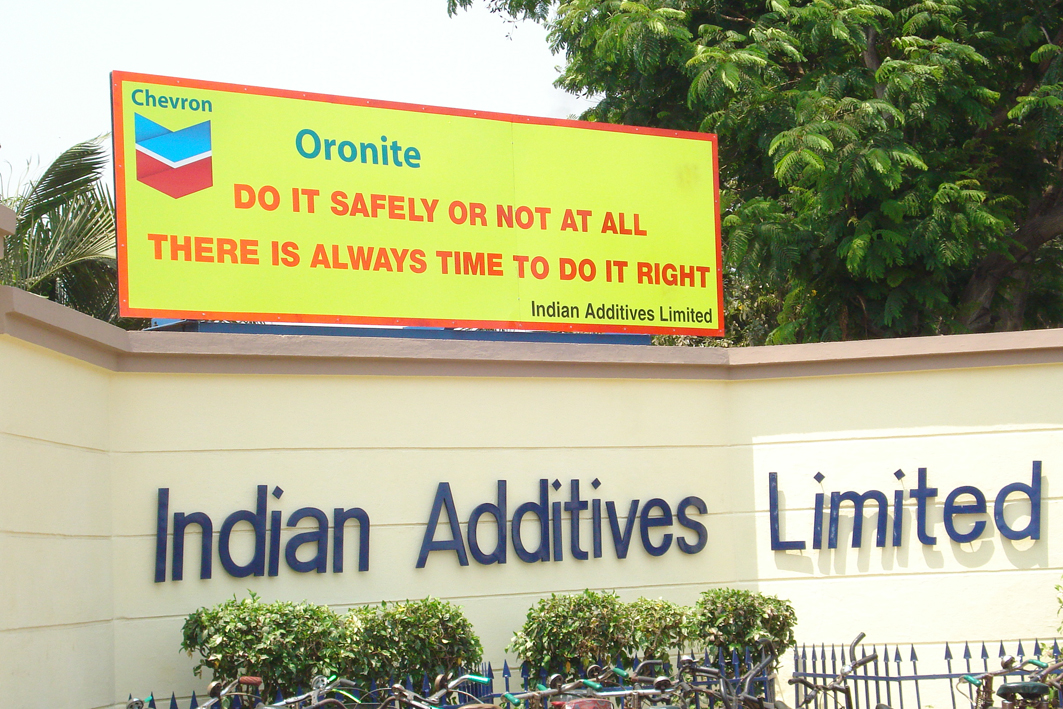 Chevron
Oronite
DO IT SAFELY OR NOT AT ALL
THERE IS ALWAYS TIME TO DO IT RIGHT
Indian Additives Limited
Indian Additives Limited